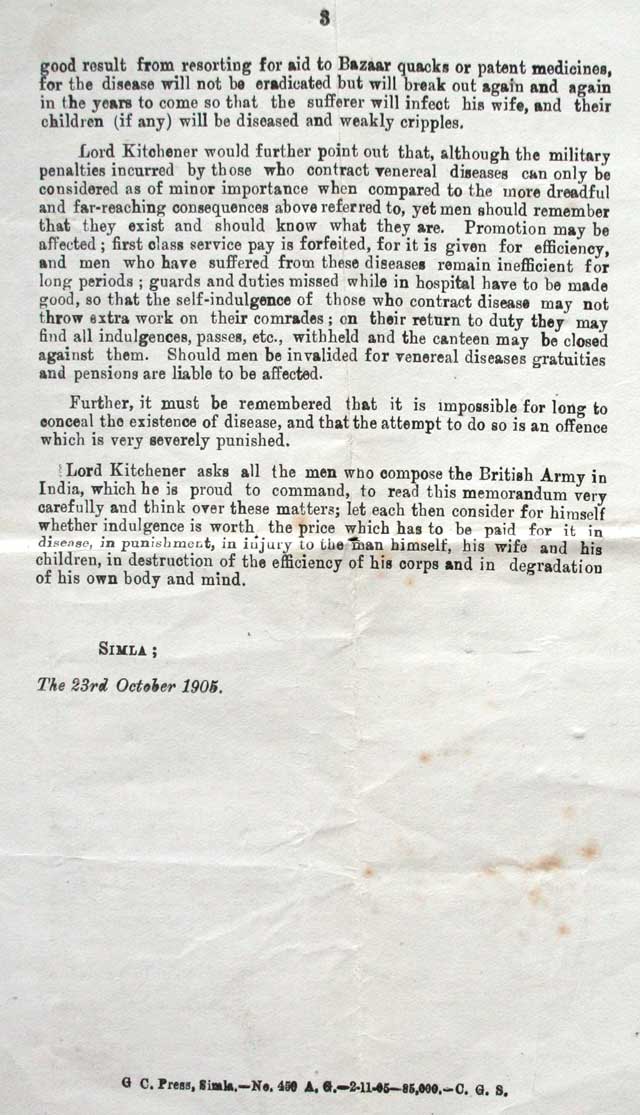 3
good result from resorting for aid to Bazaar quacks or patent medicines,
for the disease will not be eradicated but will break out again and again
in the years to come so that the sufferer will infect his wife, and their
children (if any) will be diseased and weakly cripples.
Lord Kitchener would further point out that, although the military
penalties incurred by those who contract venereal diseases can only be
considered as of minor importance when compared to the more dreadful
and far-reaching consequences above referred to, yet men should remember
that they exist and should know what they are. Promotion may be
affected; first class service pay is forfeited, for it is given for efficiency,
and men who have suffered from these diseases remain inefficient for
long periods; guards and duties missed while in hospital have to be made
good, so that the self-indulgence of those who contract disease may not
throw extra work on their comrades; on their return to duty they may
find all indulgences, passes, etc., withheld and the canteen may be closed
against them. Should men be invalided for venereal diseases gratuities
and pensions are liable to be affected.
Further, it must be remembered that it is impossible for long to
conceal the existence of disease, and that the attempt to do so is an offence
which is very severely punished.
Lord Kitchener asks all the men who compose the British Army in
India, which he is proud to command, to read this memorandum very
carefully and think over these matters; let each then consider for himself
whether indulgence is worth the price which has to be paid for it in
disease, in punishment, in injury to the man himself, his wife and his
children, in destruction of the efficiency of his corps and in degradation
of his own body and mind.
SIMLA;
The 23rd October 1905.
G C. Press, Simla.—No. 450 A. G.—2-11-05—85,000.—C. G. S.